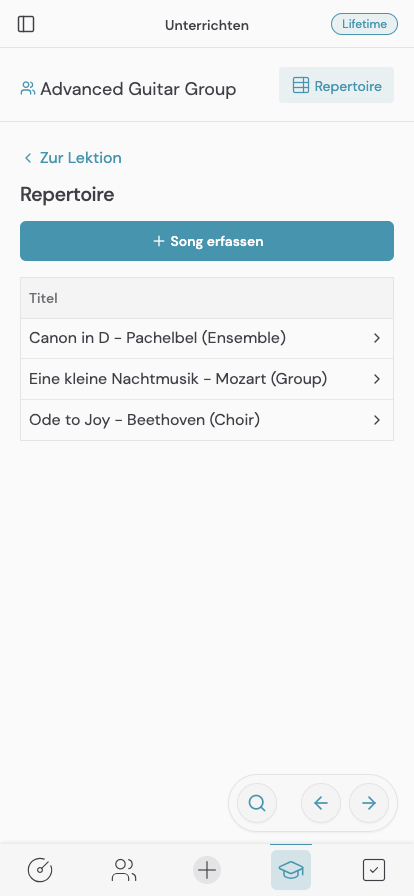 Unterrichten
Lifetime
Advanced Guitar Group
Repertoire
Zur Lektion
Repertoire
Song erfassen
Titel
Canon in D - Pachelbel (Ensemble)
Eine kleine Nachtmusik - Mozart (Group)
Ode to Joy - Beethoven (Choir)